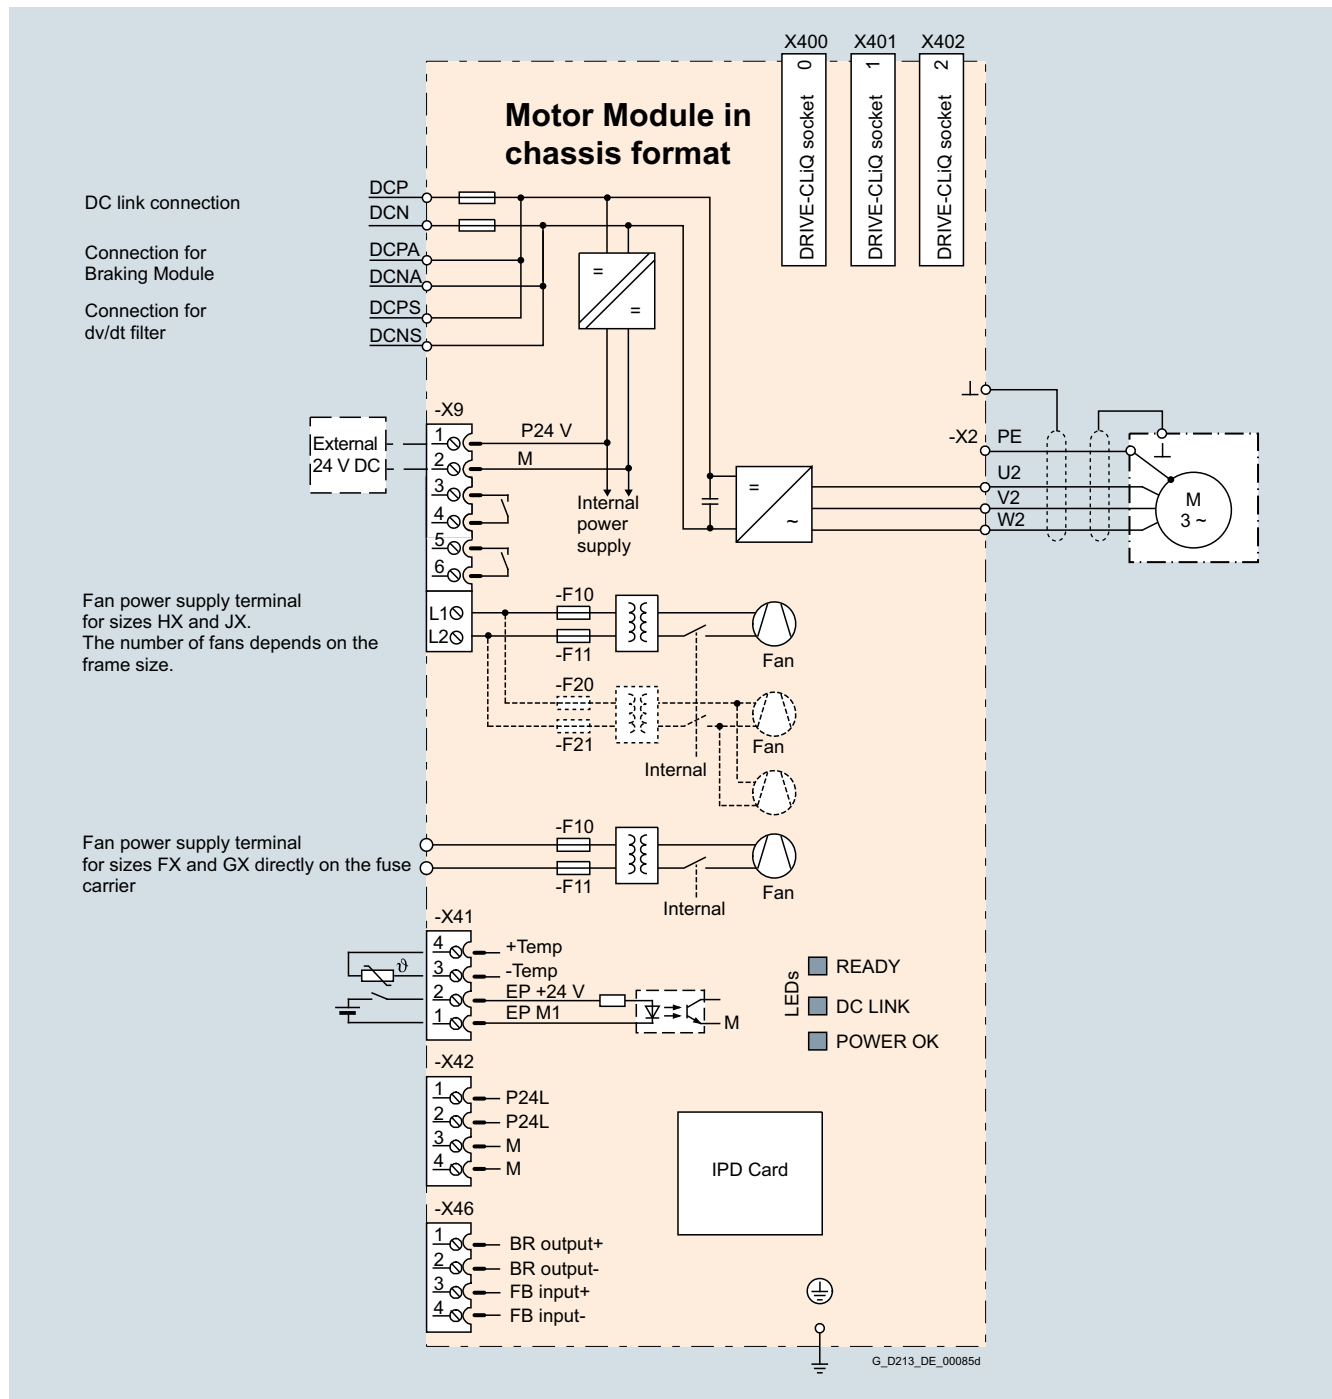 X400 X401 X402
0 1 2
DRIVE-CLiQ socket
DRIVE-CLiQ socket
DRIVE-CLiQ socket
Motor Module in
chassis format
DC link connection
DCP
DCN
Connection for
Braking Module
DCPA
DCNA
Connection for
dv/dt filter
DCPS
DCNS
=
=
External
24 V DC
-X9
1
2
3
4
5
6
P24 V
M
Internal
power
supply
=
~
-X2 PE
U2
V2
W2
M
3 ~
Fan power supply terminal
for sizes HX and JX.
The number of fans depends on the
frame size.
L1
L2
-F10
-F11
Fan
-F20
-F21
Fan
Internal
Fan power supply terminal
for sizes FX and GX directly on the fuse
carrier
-F10
-F11
Fan
Internal
-X41
4 +Temp
3 -Temp
2 EP +24 V
1 EP M1
ϑ
M
LEDs
READY
DC LINK
POWER OK
-X42
1 P24L
2 P24L
3 M
4 M
IPD Card
-X46
1 BR output+
2 BR output-
3 FB input+
4 FB input-
G_D213_DE_00085d